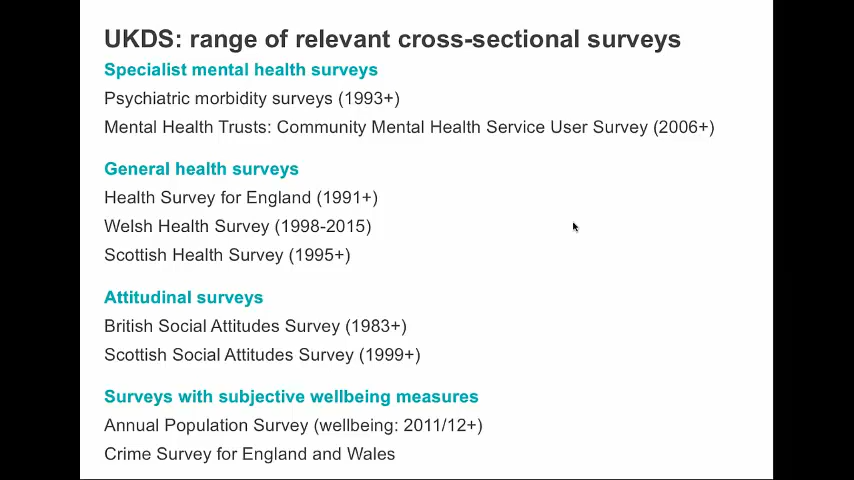 UKDS: range of relevant cross-sectional surveys
Specialist mental health surveys
Psychiatric morbidity surveys (1993+)
Mental Health Trusts: Community Mental Health Service User Survey (2006+)
General health surveys
Health Survey for England (1991+)
Welsh Health Survey (1998-2015)
Scottish Health Survey (1995+)
Attitudinal surveys
British Social Attitudes Survey (1983+)
Scottish Social Attitudes Survey (1999+)
Surveys with subjective wellbeing measures
Annual Population Survey (wellbeing: 2011/12+)
Crime Survey for England and Wales